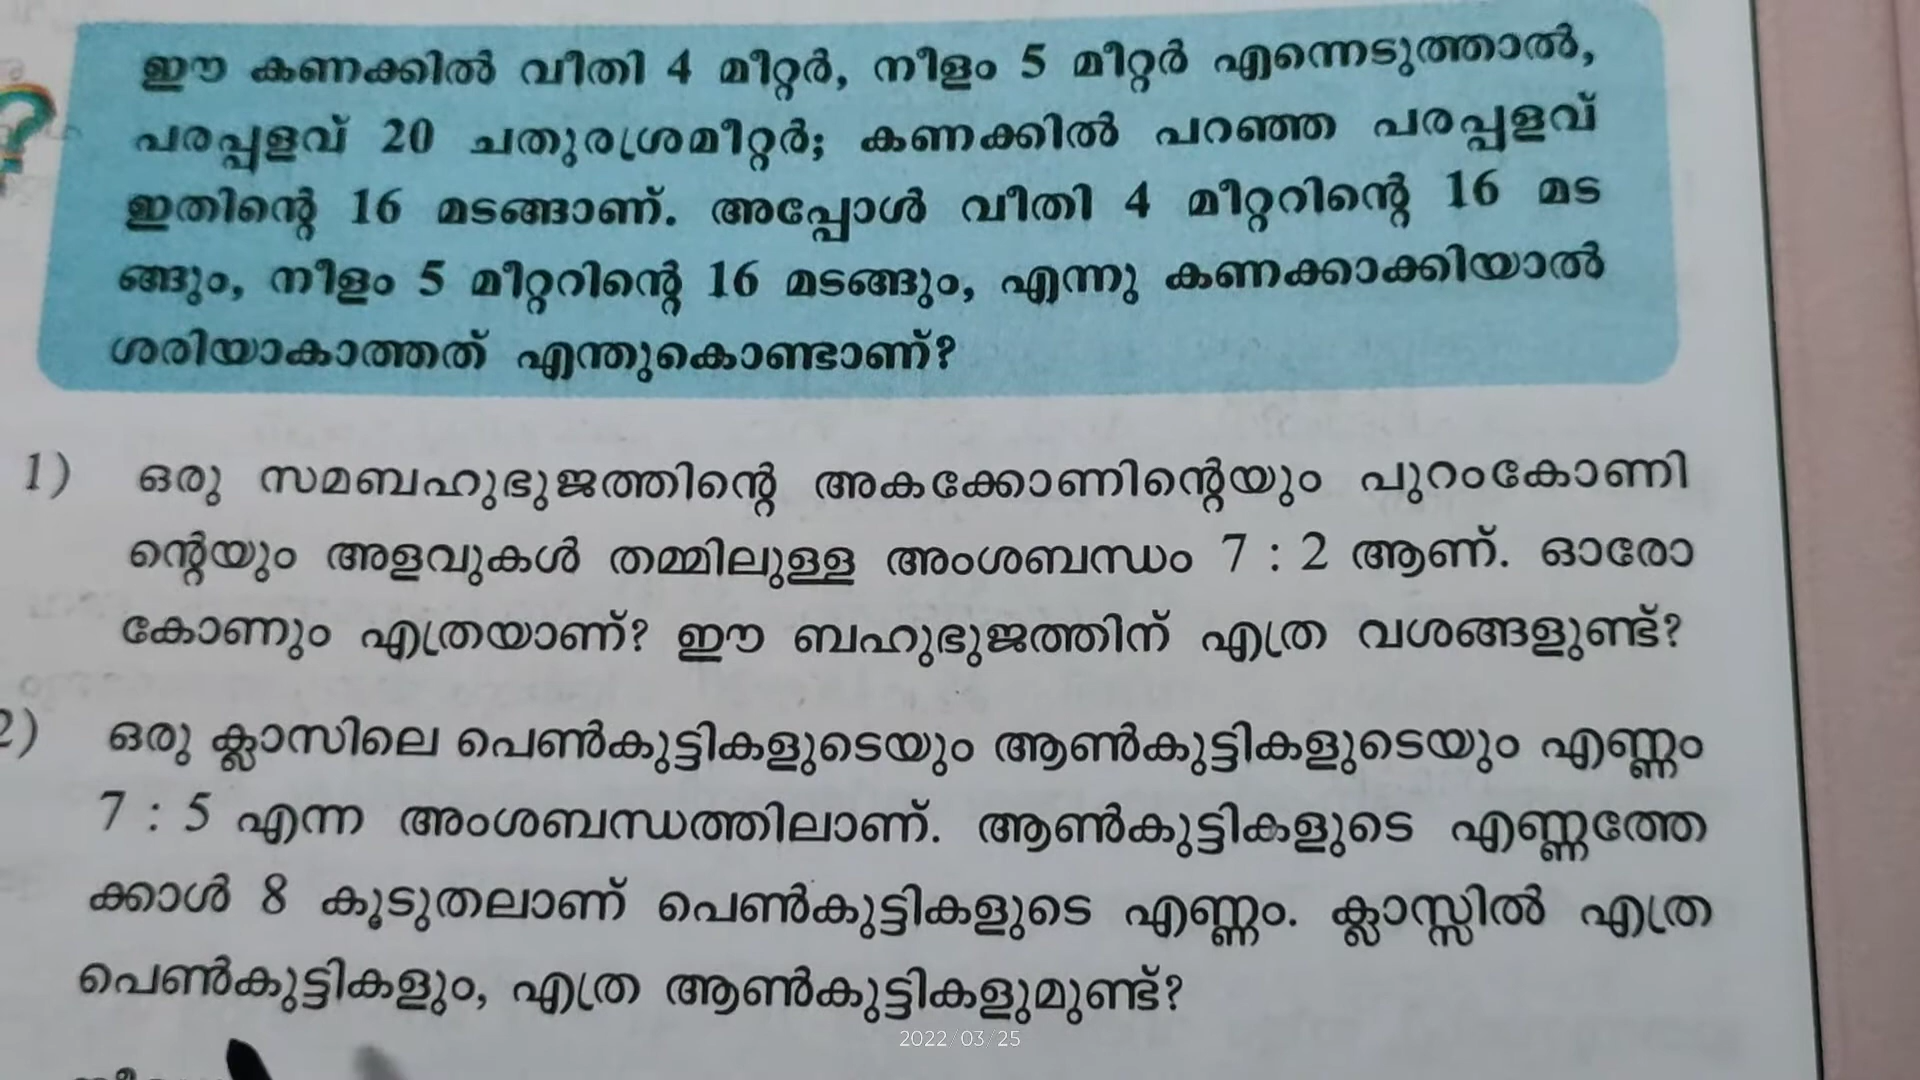 ഈ കണക്കിൽ വീതി 4 മീറ്റർ, നീളം 5 മീറ്റർ എന്നെടുത്താൽ,
പരപ്പളവ് 20 ചതുരശ്രമീറ്റർ; കണക്കിൽ പറഞ്ഞ പരപ്പളവ്
ഇതിന്റെ 16 മടങ്ങാണ്. അപ്പോൾ വീതി 4 മീറ്ററിന്റെ 16 മട
ങ്ങും, നീളം 5 മീറ്ററിന്റെ 16 മടങ്ങും, എന്നു കണക്കാക്കിയാൽ
ശരിയാകാത്തത് എന്തുകൊണ്ടാണ്?
1) ഒരു സമബഹുഭുജത്തിന്റെ അകക്കോണിന്റെയും പുറംകോണി
ന്റെയും അളവുകൾ തമ്മിലുള്ള അംശബന്ധം 7 : 2 ആണ്. ഓരോ
കോണും എത്രയാണ്? ഈ ബഹുഭുജത്തിന് എത്ര വശങ്ങളുണ്ട്?
2) ഒരു ക്ലാസിലെ പെൺകുട്ടികളുടെയും ആൺകുട്ടികളുടെയും എണ്ണം
7 : 5 എന്ന അംശബന്ധത്തിലാണ്. ആൺകുട്ടികളുടെ എണ്ണത്തേ
ക്കാൾ 8 കൂടുതലാണ് പെൺകുട്ടികളുടെ എണ്ണം. ക്ലാസ്സിൽ എത്ര
പെൺകുട്ടികളും, എത്ര ആൺകുട്ടികളുമുണ്ട്?
2022/03/25